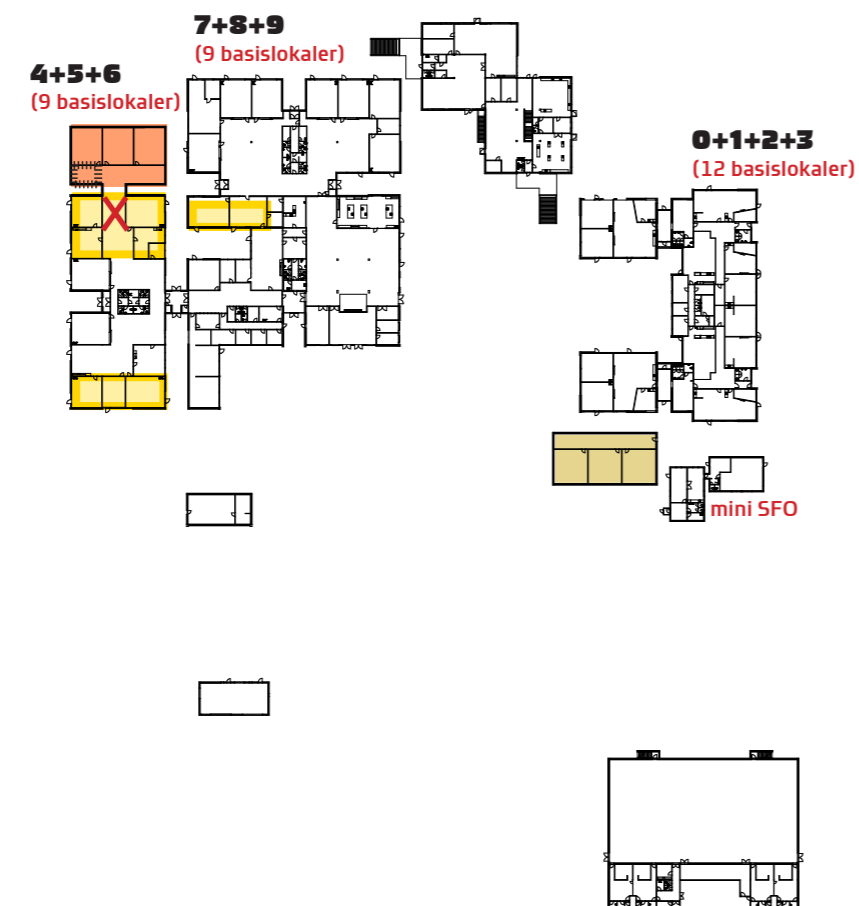 7+8+9
(9 basislokaler)
4+5+6
(9 basislokaler)
0+1+2+3
(12 basislokaler)
mini SFO